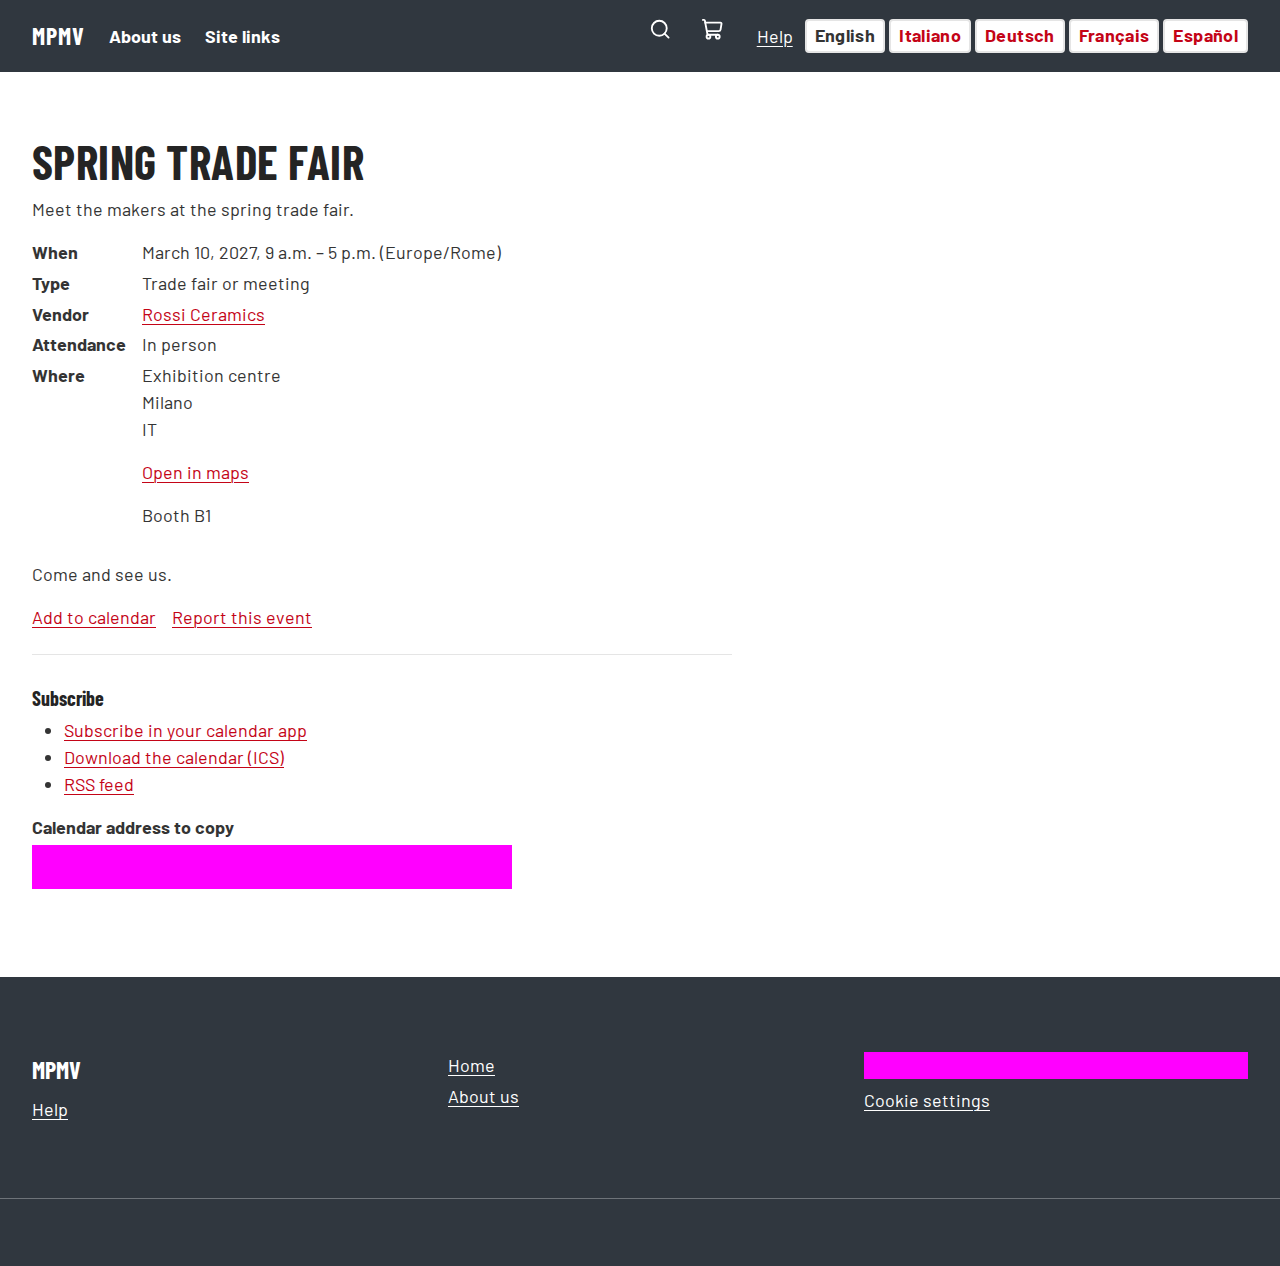 MPMV About us Site links Help English Italiano Deutsch Français Español
SPRING TRADE FAIR
Meet the makers at the spring trade fair.
When March 10, 2027, 9 a.m. – 5 p.m. (Europe/Rome)
Type Trade fair or meeting
Vendor Rossi Ceramics
Attendance In person
Where Exhibition centre
Milano
IT
Open in maps
Booth B1
Come and see us.
Add to calendar Report this event
Subscribe
Subscribe in your calendar app
Download the calendar (ICS)
RSS feed
Calendar address to copy
MPMV
Help
Home
About us
Cookie settings